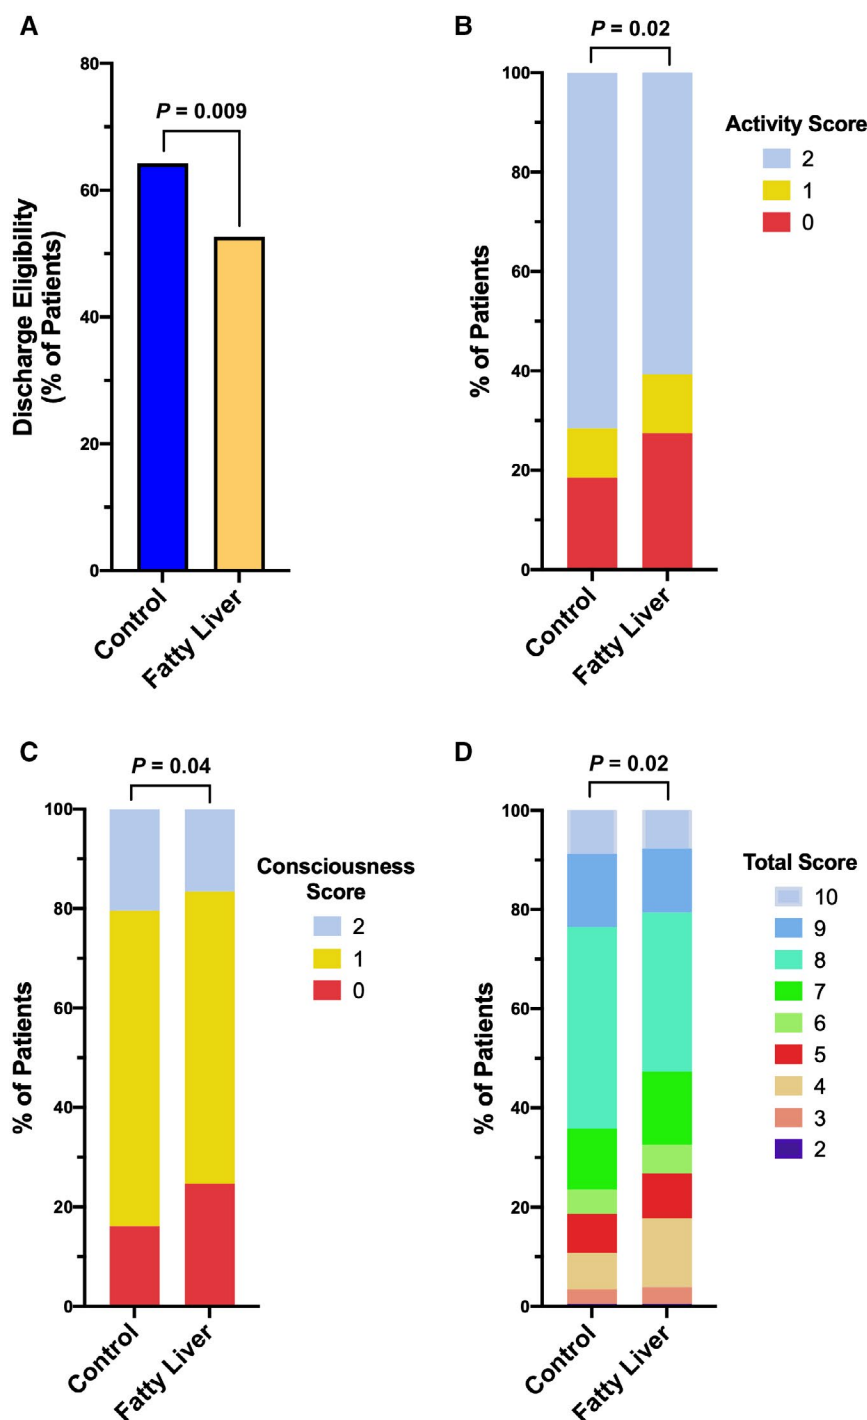 A
P = 0.009
80
60
40
20
0
Discharge Eligibility
(% of Patients)
Control
Fatty Liver
B
P = 0.02
100
80
60
40
20
0
% of Patients
Control
Fatty Liver
Activity Score
2
1
0
C
P = 0.04
100
80
60
40
20
0
% of Patients
Control
Fatty Liver
Consciousness
Score
2
1
0
D
P = 0.02
100
80
60
40
20
0
% of Patients
Control
Fatty Liver
Total Score
10
9
8
7
6
5
4
3
2